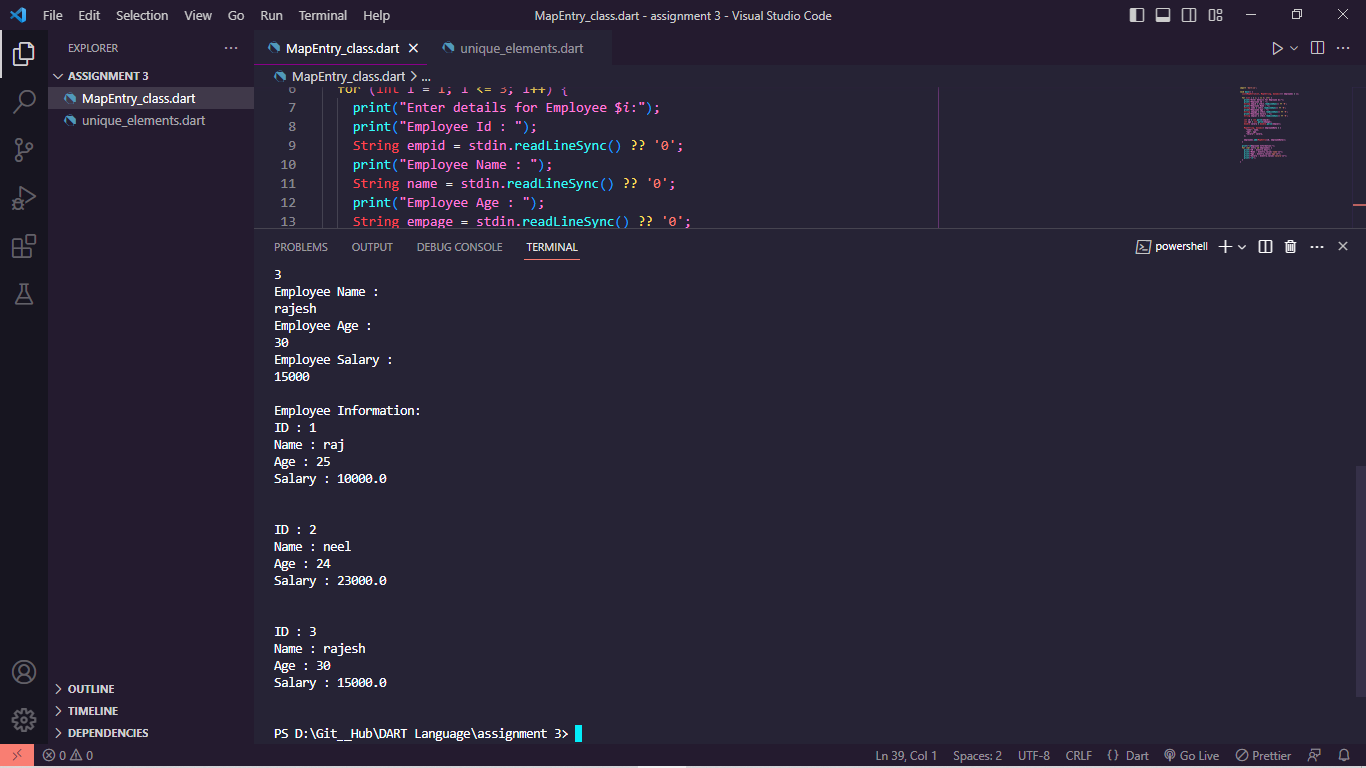 File Edit Selection View Go Run Terminal Help
MapEntry_class.dart - assignment 3 - Visual Studio Code
EXPLORER
ASSIGNMENT 3
MapEntry_class.dart
unique_elements.dart
OUTLINE
TIMELINE
DEPENDENCIES
MapEntry_class.dart unique_elements.dart
MapEntry_class.dart > ...
6 for (int i = 1; i <= 3; i++) {
7 print("Enter details for Employee $i:");
8 print("Employee Id : ");
9 String empid = stdin.readLineSync() ?? '0';
10 print("Employee Name : ");
11 String name = stdin.readLineSync() ?? '0';
12 print("Employee Age : ");
13 String empage = stdin.readLineSync() ?? '0';
PROBLEMS OUTPUT DEBUG CONSOLE TERMINAL
powershell
3
Employee Name :
rajesh
Employee Age :
30
Employee Salary :
15000
Employee Information:
ID : 1
Name : raj
Age : 25
Salary : 10000.0
ID : 2
Name : neel
Age : 24
Salary : 23000.0
ID : 3
Name : rajesh
Age : 30
Salary : 15000.0
PS D:\Git__Hub\DART Language\assignment 3>
0 0
Ln 39, Col 1 Spaces: 2 UTF-8 CRLF {} Dart Go Live Prettier